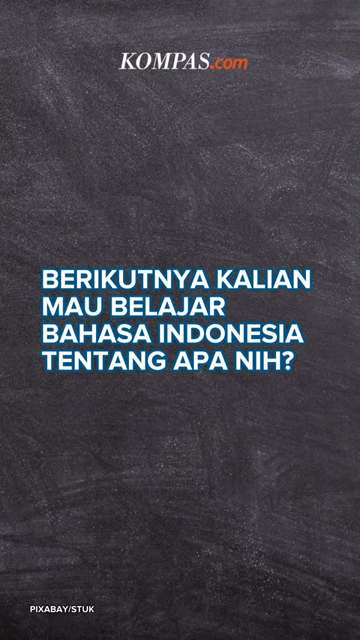 KOMPAS.com
BERIKUTNYA KALIAN
MAU BELAJAR
BAHASA INDONESIA
TENTANG APA NIH?
PIXABAY/STUK